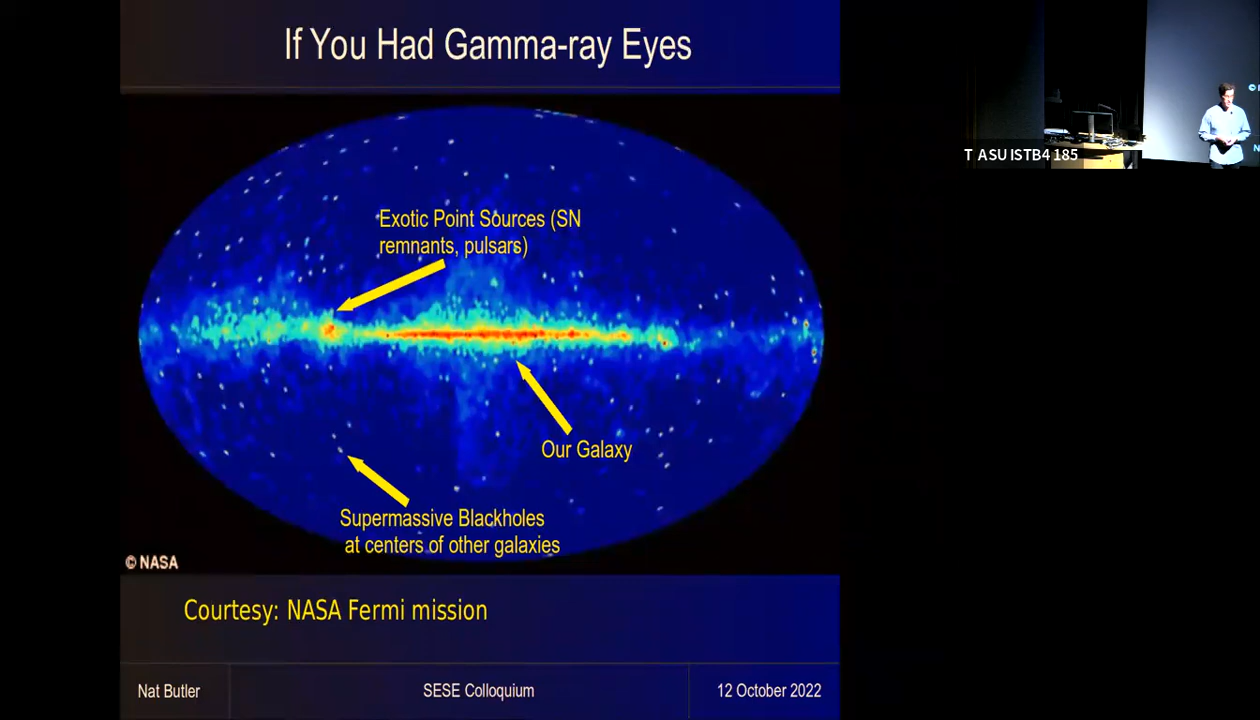 If You Had Gamma-ray Eyes
Exotic Point Sources (SN
remnants, pulsars)
Our Galaxy
Supermassive Blackholes
at centers of other galaxies
© NASA
Courtesy: NASA Fermi mission
Nat Butler
SESE Colloquium
12 October 2022
T ASU ISTB4 185
©
N